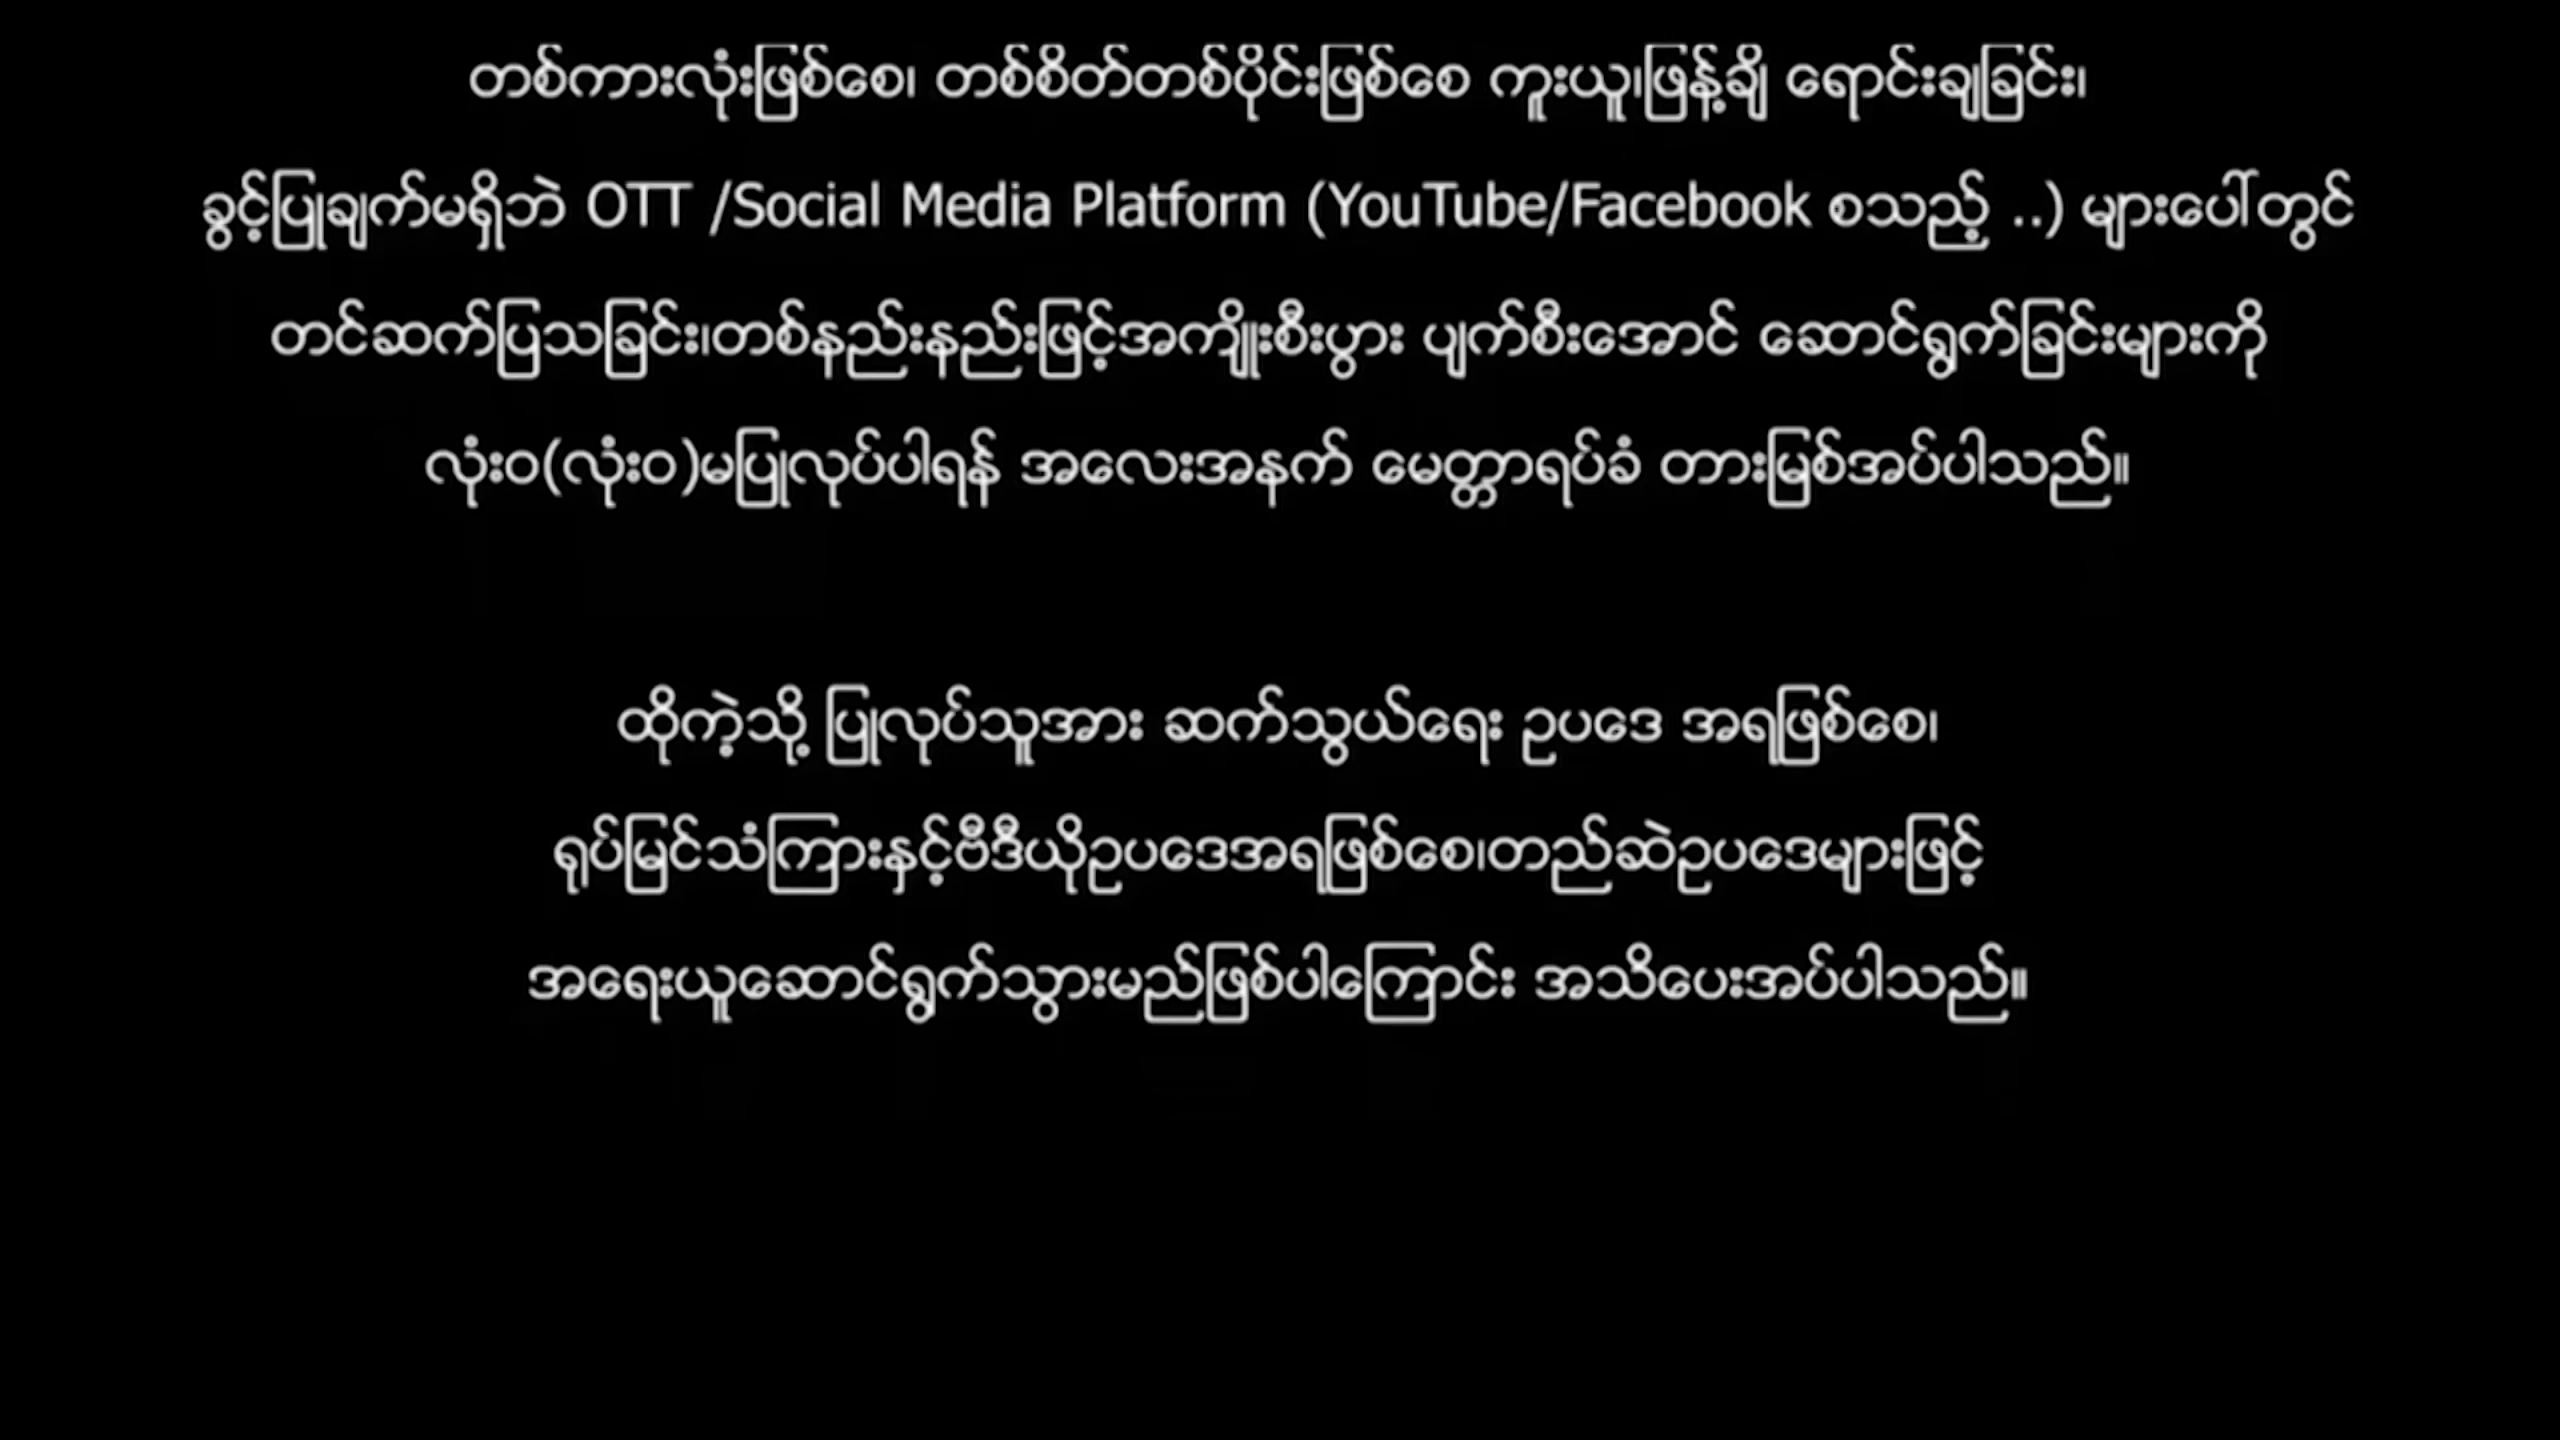 တစ်ကားလုံးဖြစ်စေ၊ တစ်စိတ်တစ်ပိုင်းဖြစ်စေ ကူးယူ၊ဖြန့်ချိ ရောင်းချခြင်း၊
ခွင့်ပြုချက်မရှိဘဲ OTT /Social Media Platform (YouTube/Facebook စသည့် ..) များပေါ်တွင်
တင်ဆက်ပြသခြင်း၊တစ်နည်းနည်းဖြင့်အကျိုးစီးပွား ပျက်စီးအောင် ဆောင်ရွက်ခြင်းများကို
လုံးဝ(လုံးဝ)မပြုလုပ်ပါရန် အလေးအနက် မေတ္တာရပ်ခံ တားမြစ်အပ်ပါသည်။
ထိုကဲ့သို့ ပြုလုပ်သူအား ဆက်သွယ်ရေး ဥပဒေ အရဖြစ်စေ၊
ရုပ်မြင်သံကြားနှင့်ဗီဒီယိုဥပဒေအရဖြစ်စေ၊တည်ဆဲဥပဒေများဖြင့်
အရေးယူဆောင်ရွက်သွားမည်ဖြစ်ပါကြောင်း အသိပေးအပ်ပါသည်။